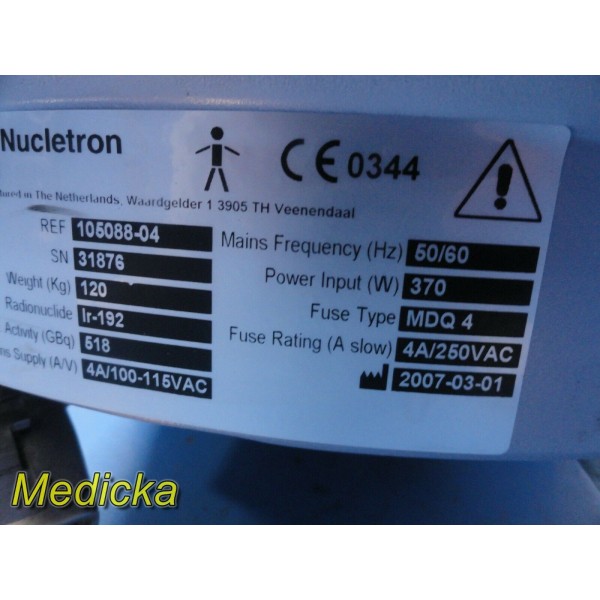 Nucletron
CE 0344
in The Netherlands, Waardgelder 1 3905 TH Veenendaal
REF 105088-04
SN 31876
Weight (Kg) 120
Radionuclide Ir-192
Activity (GBq) 518
Supply (A/V) 4A/100-115VAC
Mains Frequency (Hz) 50/60
Power Input (W) 370
Fuse Type MDQ 4
Fuse Rating (A slow) 4A/250VAC
2007-03-01
Medicka